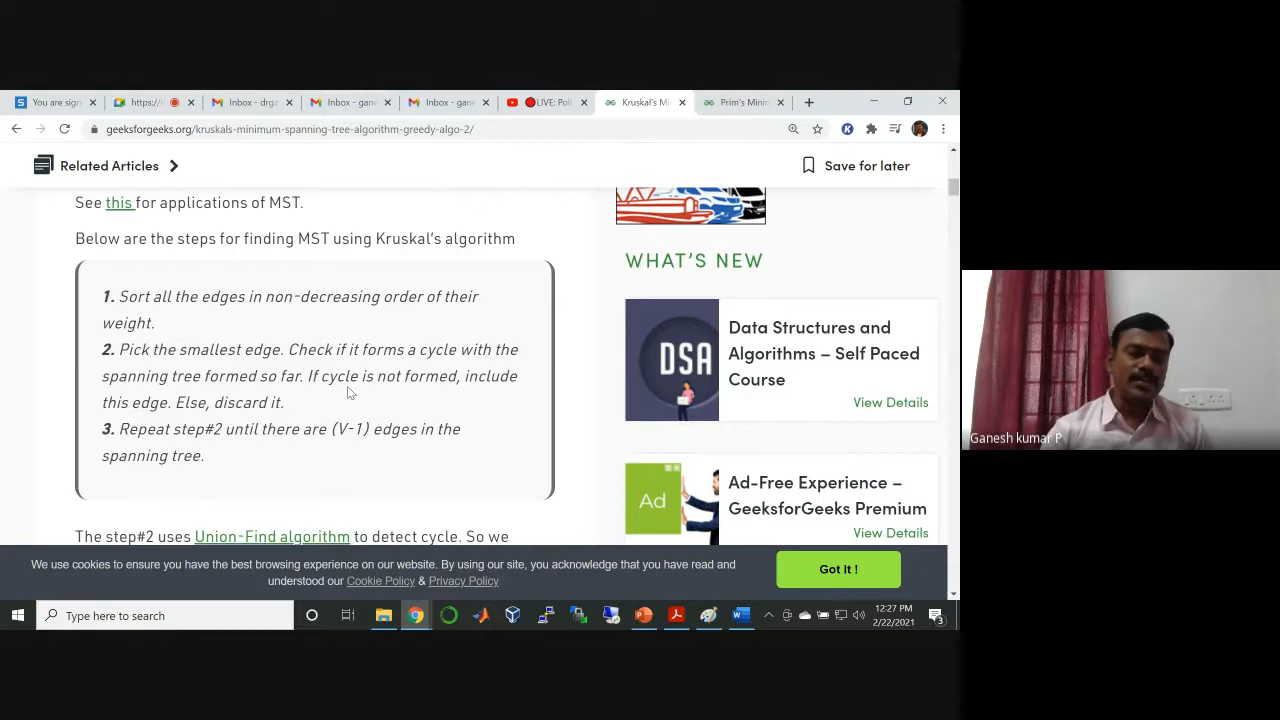 You are sign
https://
Inbox - drga
Inbox - gane
Inbox - gane
LIVE: Poli
Kruskal's Mi
Prim's Minin
geeksforgeeks.org/kruskals-minimum-spanning-tree-algorithm-greedy-algo-2/
Related Articles
Save for later
See this for applications of MST.
Below are the steps for finding MST using Kruskal's algorithm
1. Sort all the edges in non-decreasing order of their
weight.
2. Pick the smallest edge. Check if it forms a cycle with the
spanning tree formed so far. If cycle is not formed, include
this edge. Else, discard it.
3. Repeat step#2 until there are (V-1) edges in the
spanning tree.
The step#2 uses Union-Find algorithm to detect cycle. So we
WHAT'S NEW
DSA
Data Structures and
Algorithms – Self Paced
Course
View Details
Ad
Ad-Free Experience –
GeeksforGeeks Premium
View Details
We use cookies to ensure you have the best browsing experience on our website. By using our site, you acknowledge that you have read and
understood our Cookie Policy & Privacy Policy
Got It !
Type here to search
12:27 PM
2/22/2021
3
Ganesh kumar P